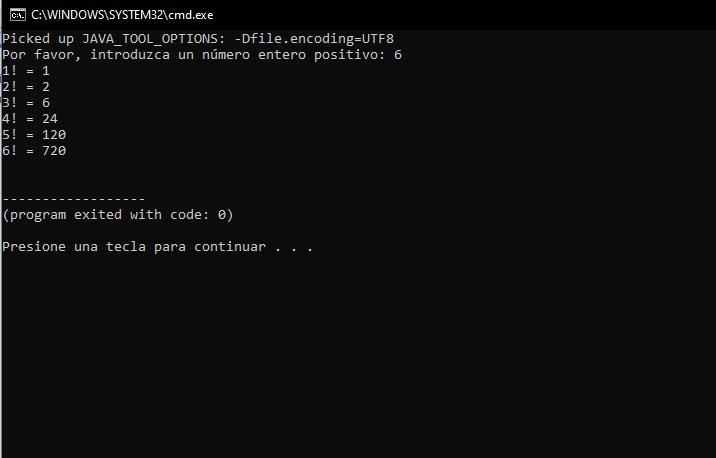 C:\WINDOWS\SYSTEM32\cmd.exe
Picked up JAVA_TOOL_OPTIONS: -Dfile.encoding=UTF8
Por favor, introduzca un número entero positivo: 6
1! = 1
2! = 2
3! = 6
4! = 24
5! = 120
6! = 720
------------------
(program exited with code: 0)
Presione una tecla para continuar . . .